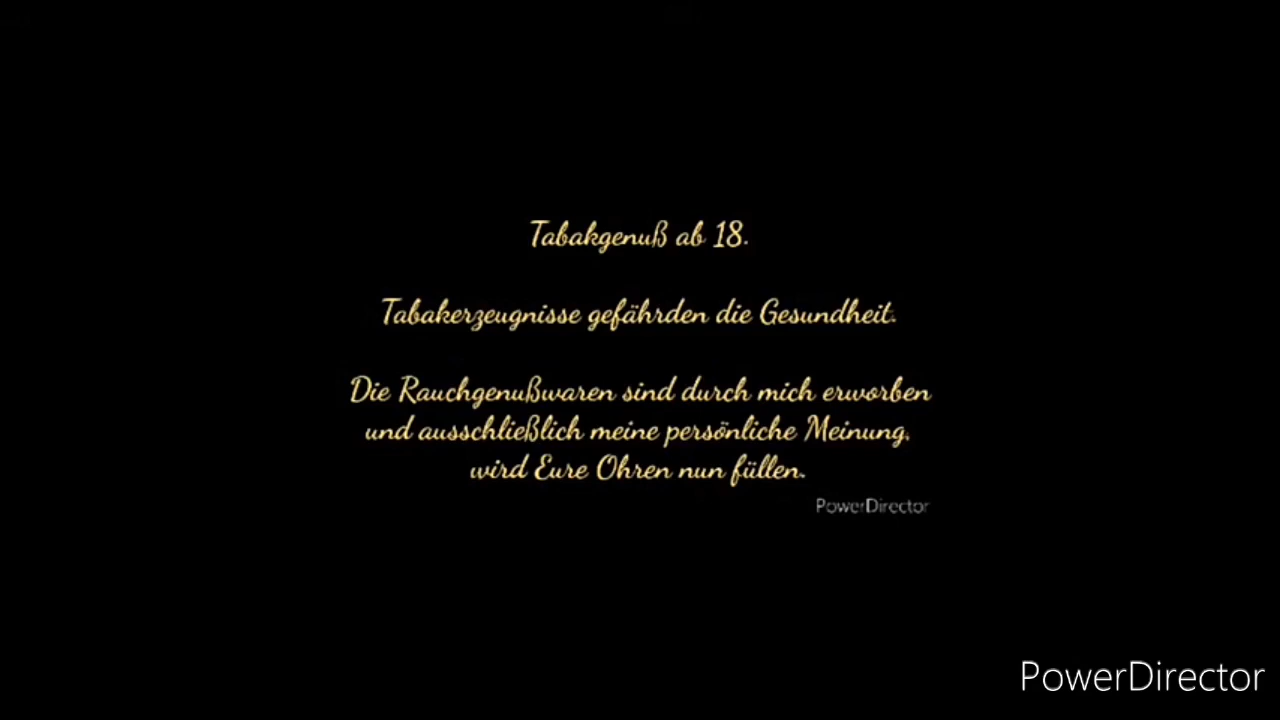 Tabakgenuß ab 18.
Tabakerzeugnisse gefährden die Gesundheit.
Die Rauchgenußwaren sind durch mich erworben
und ausschließlich meine persönliche Meinung,
wird Eure Ohren nun füllen.
PowerDirector
PowerDirector